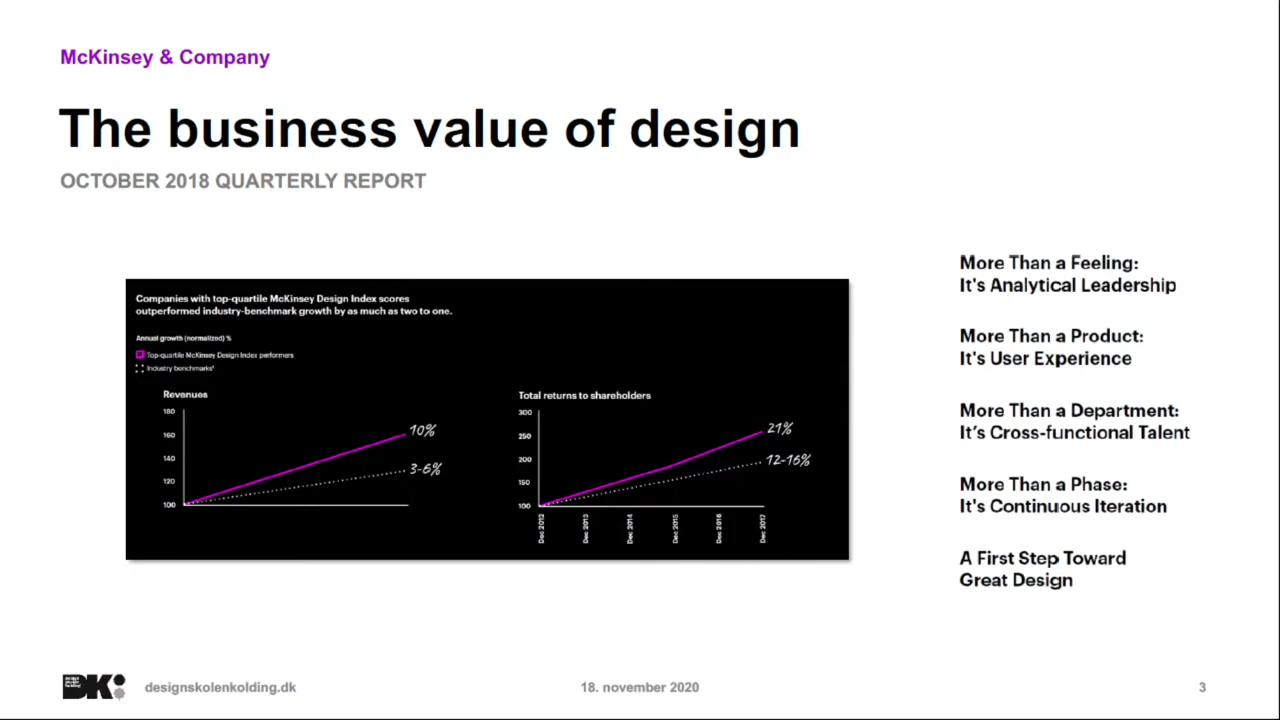 McKinsey & Company
The business value of design
OCTOBER 2018 QUARTERLY REPORT
Companies with top-quartile McKinsey Design Index scores
outperformed industry-benchmark growth by as much as two to one.
Annual growth (normalized) %
Top-quartile McKinsey Design Index performers
Industry benchmarks¹
Revenues
180
160
140
120
100
10%
3-6%
Total returns to shareholders
300
250
200
150
100
21%
12-16%
Dec 2012
Dec 2013
Dec 2014
Dec 2015
Dec 2016
Dec 2017
More Than a Feeling:
It's Analytical Leadership
More Than a Product:
It's User Experience
More Than a Department:
It’s Cross-functional Talent
More Than a Phase:
It's Continuous Iteration
A First Step Toward
Great Design
DK:
designskolenkolding.dk
18. november 2020
3